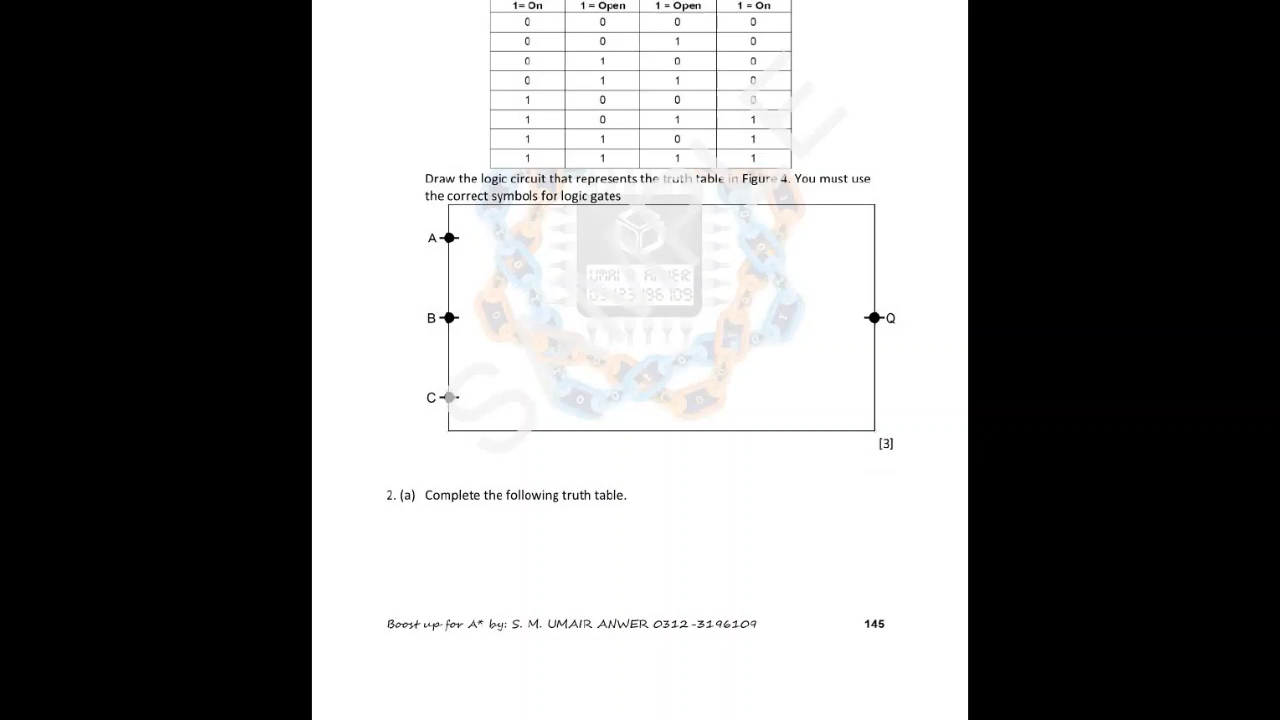 1= On 1 = Open 1 = Open 1 = On
0 0 0 0
0 0 1 0
0 1 0 0
0 1 1 0
1 0 0 0
1 0 1 1
1 1 0 1
1 1 1 1
Draw the logic circuit that represents the truth table in Figure 4. You must use
the correct symbols for logic gates
A
B
Q
C
[3]
2. (a) Complete the following truth table.
Boost up for A* by: S. M. UMAIR ANWER 0312-3196109
145